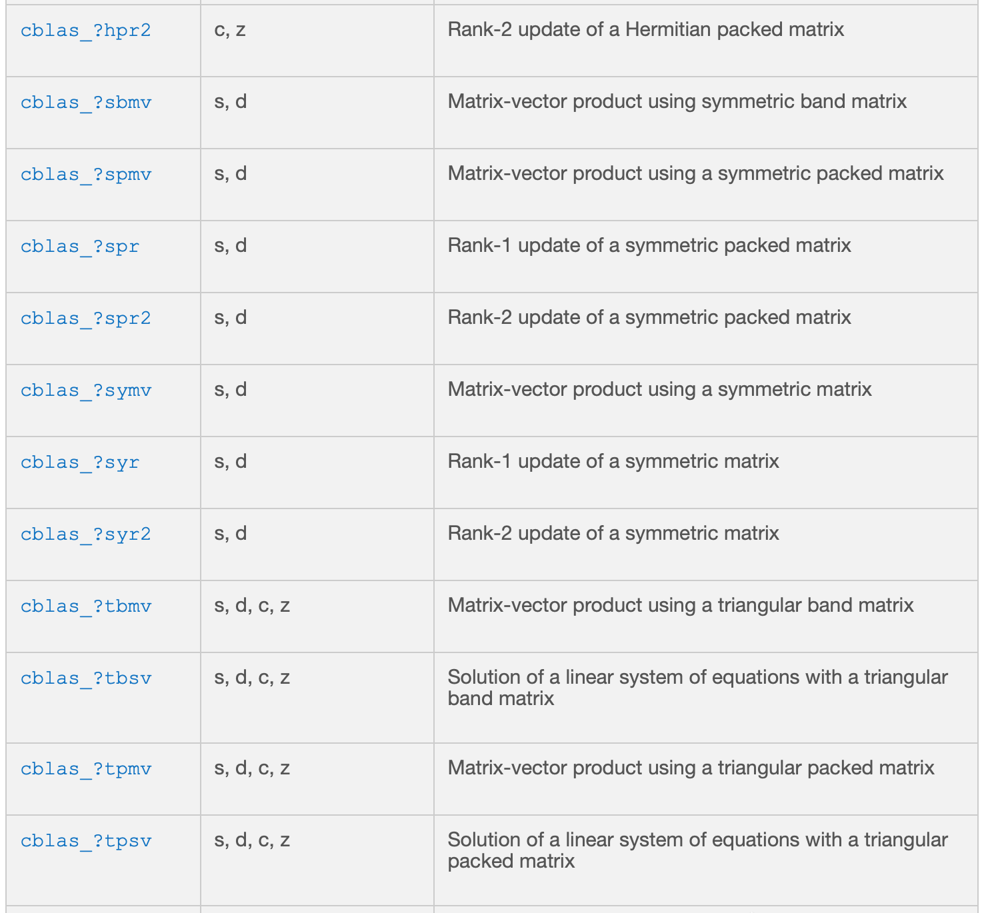 cblas_?hpr2 c, z Rank-2 update of a Hermitian packed matrix
cblas_?sbmv s, d Matrix-vector product using symmetric band matrix
cblas_?spmv s, d Matrix-vector product using a symmetric packed matrix
cblas_?spr s, d Rank-1 update of a symmetric packed matrix
cblas_?spr2 s, d Rank-2 update of a symmetric packed matrix
cblas_?symv s, d Matrix-vector product using a symmetric matrix
cblas_?syr s, d Rank-1 update of a symmetric matrix
cblas_?syr2 s, d Rank-2 update of a symmetric matrix
cblas_?tbmv s, d, c, z Matrix-vector product using a triangular band matrix
cblas_?tbsv s, d, c, z Solution of a linear system of equations with a triangular
band matrix
cblas_?tpmv s, d, c, z Matrix-vector product using a triangular packed matrix
cblas_?tpsv s, d, c, z Solution of a linear system of equations with a triangular
packed matrix